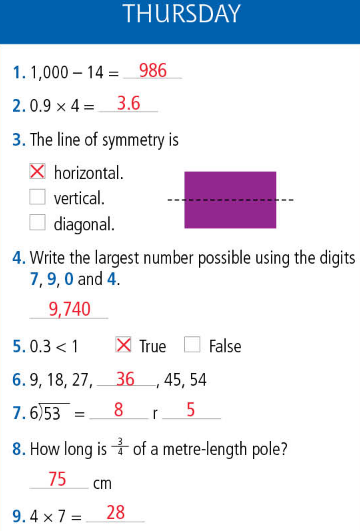 THURSDAY
1. 1,000 – 14 = 986
2. 0.9 × 4 = 3.6
3. The line of symmetry is
☒ horizontal.
☐ vertical.
☐ diagonal.
4. Write the largest number possible using the digits
7, 9, 0 and 4.
9,740
5. 0.3 < 1 ☒ True ☐ False
6. 9, 18, 27, 36, 45, 54
7. 6)53 = 8 r 5
8. How long is 3/4 of a metre-length pole?
75 cm
9. 4 × 7 = 28